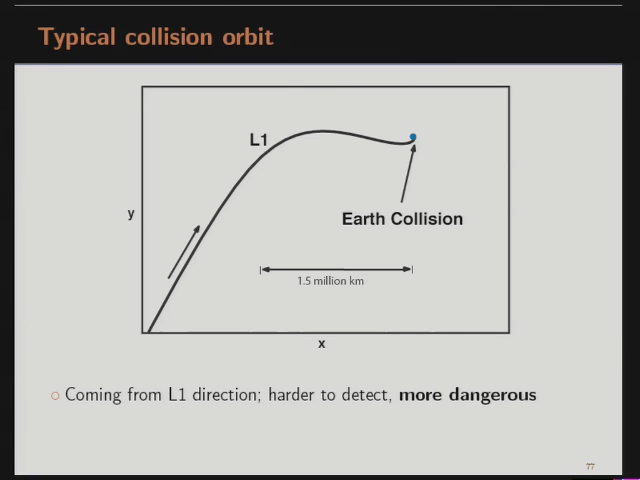 Typical collision orbit
L1
Earth Collision
y
1.5 million km
x
Coming from L1 direction; harder to detect, more dangerous
77